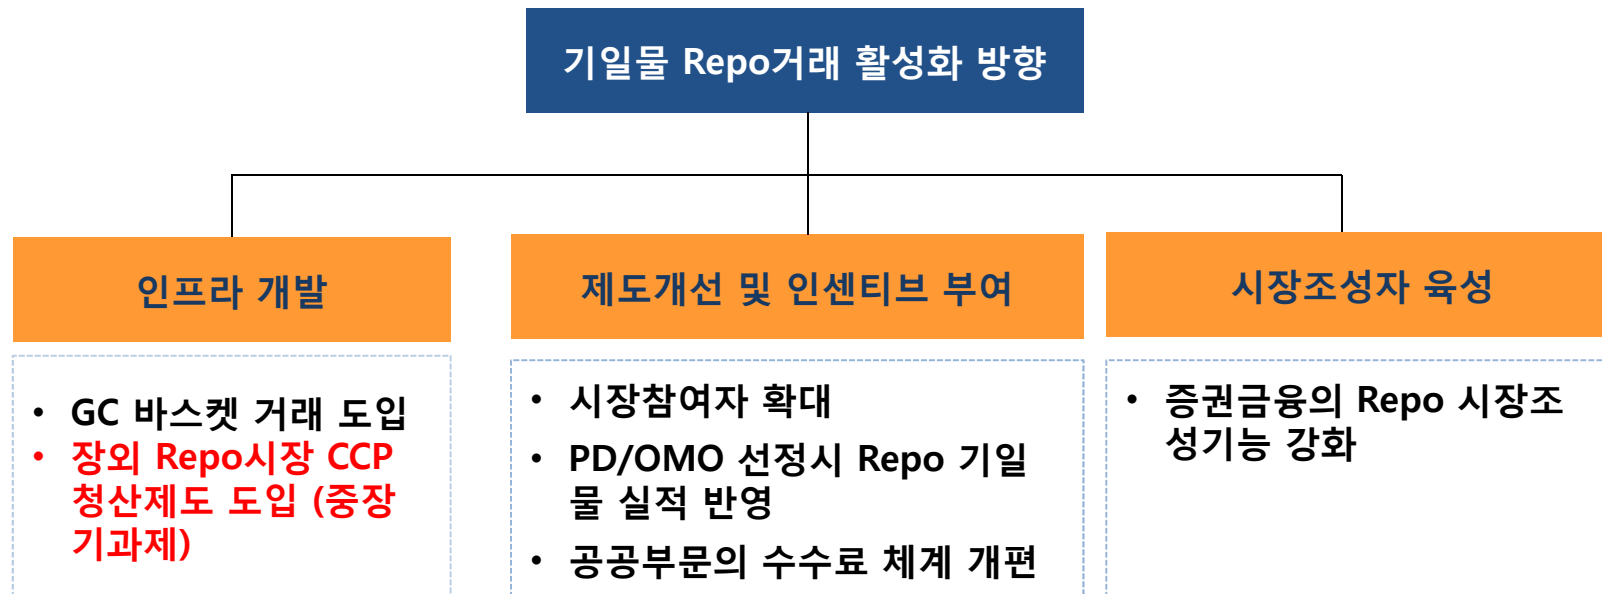 기일물 Repo거래 활성화 방향
인프라 개발
• GC 바스켓 거래 도입
• 장외 Repo시장 CCP
청산제도 도입 (중장
기과제)
제도개선 및 인센티브 부여
• 시장참여자 확대
• PD/OMO 선정시 Repo 기일
물 실적 반영
• 공공부문의 수수료 체계 개편
시장조성자 육성
• 증권금융의 Repo 시장조
성기능 강화